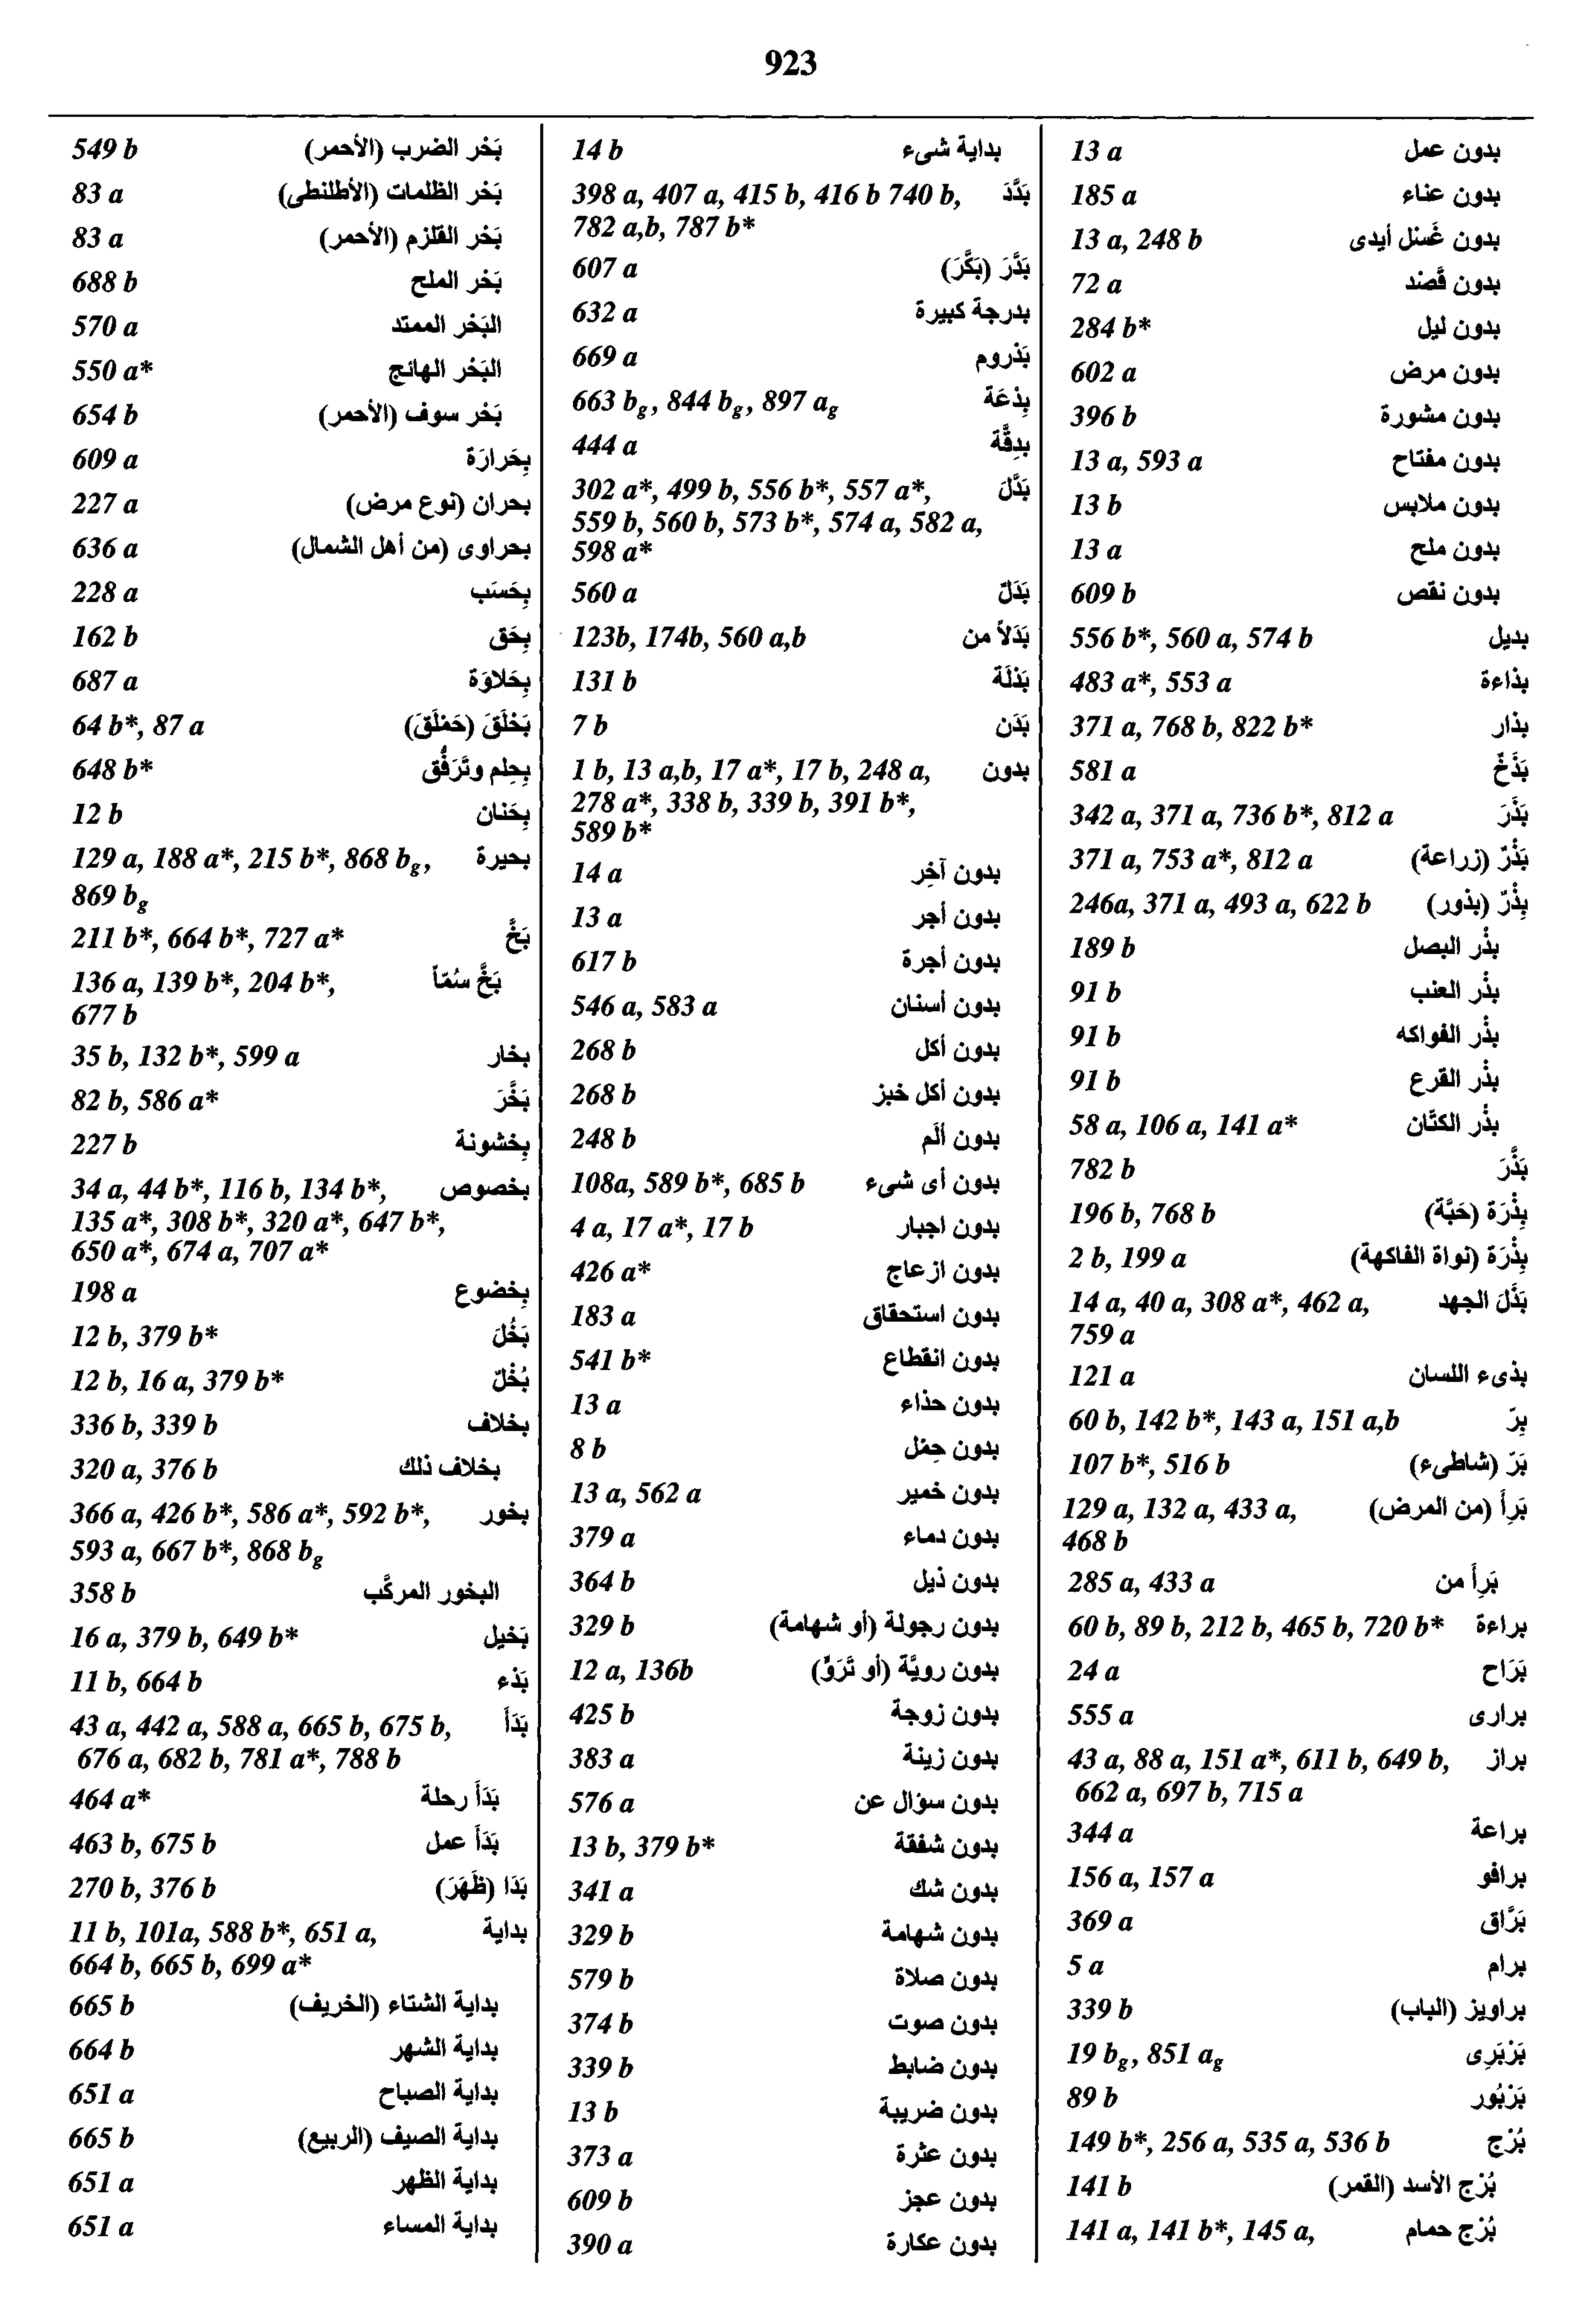 923
549 b بَحْر الضرب (الأحمر)
83 a بَحْر الظلمات (الأطلنطى)
83 a بَحْر القلزم (الأحمر)
688 b بَحْر الملح
570 a البَحْر الممتد
550 a* البَحْر الهائج
654 b بَحْر سوف (الأحمر)
609 a بِحَرارَة
227 a بحران (نوع مرض)
636 a بحراوى (من أهل الشمال)
228 a بِحَسَب
162 b بِحَق
687 a بِحَلاوَة
64 b*, 87 a بَحْلَقَ (حَمْلَقَ)
648 b* بِحِلم وتَرَفُّق
12 b بِحَنان
129 a, 188 a*, 215 b*, 868 bg, بحيرة
869 bg
211 b*, 664 b*, 727 a* بَخَّ
136 a, 139 b*, 204 b*, بَخَّ سُمّاً
677 b
35 b, 132 b*, 599 a بخار
82 b, 586 a* بَخَّرَ
227 b بِخشونة
34 a, 44 b*, 116 b, 134 b*, بخصوص
135 a*, 308 b*, 320 a*, 647 b*,
650 a*, 674 a, 707 a*
198 a بِخضوع
12 b, 379 b* بَخُلَ
12 b, 16 a, 379 b* بُخْلٌ
336 b, 339 b بخلاف
320 a, 376 b بخلاف ذلك
366 a, 426 b*, 586 a*, 592 b*, بخور
593 a, 667 b*, 868 bg
358 b البخور المركَّب
16 a, 379 b, 649 b* بَخيل
11 b, 664 b بَدْء
43 a, 442 a, 588 a, 665 b, 675 b, بَدَأ
676 a, 682 b, 781 a*, 788 b
464 a* بَدَأ رحلة
463 b, 675 b بَدَأ عمل
270 b, 376 b بَدَا (ظَهَرَ)
11 b, 101a, 588 b*, 651 a, بداية
664 b, 665 b, 699 a*
665 b بداية الشتاء (الخريف)
664 b بداية الشهر
651 a بداية الصباح
665 b بداية الصيف (الربيع)
651 a بداية الظهر
651 a بداية المساء
14 b بداية شىء
398 a, 407 a, 415 b, 416 b 740 b, بَدَّدَ
782 a,b, 787 b*
607 a بَدَّرَ (بَكَّرَ)
632 a بدرجة كبيرة
669 a بَدْروم
663 bg, 844 bg, 897 ag بِدْعَة
444 a بدِقَّة
302 a*, 499 b, 556 b*, 557 a*, بَدَّلَ
559 b, 560 b, 573 b*, 574 a, 582 a,
598 a*
560 a بَدَلٌ
123b, 174b, 560 a,b بَدَلاً من
131 b بَدْلَة
7 b بَدَن
1 b, 13 a,b, 17 a*, 17 b, 248 a, بدون
278 a*, 338 b, 339 b, 391 b*,
589 b*
14 a بدون آخِر
13 a بدون أجر
617 b بدون أجرة
546 a, 583 a بدون أسنان
268 b بدون أكل
268 b بدون أكل خبز
248 b بدون ألَم
108a, 589 b*, 685 b بدون أى شىء
4 a, 17 a*, 17 b بدون اجبار
426 a* بدون ازعاج
183 a بدون استحقاق
541 b* بدون انقطاع
13 a بدون حذاء
8 b بدون حِمْل
13 a, 562 a بدون خمير
379 a بدون دماء
364 b بدون ذيل
329 b بدون رجولة (أو شهامة)
12 a, 136b بدون رويَّة (أو تَرَوٍّ)
425 b بدون زوجة
383 a بدون زينة
576 a بدون سؤال عن
13 b, 379 b* بدون شفقة
341 a بدون شك
329 b بدون شهامة
579 b بدون صلاة
374 b بدون صوت
339 b بدون ضابط
13 b بدون ضريبة
373 a بدون عثرة
609 b بدون عجز
390 a بدون عكارة
13 a بدون عمل
185 a بدون عناء
13 a, 248 b بدون غَسْل أيدى
72 a بدون قَصْد
284 b* بدون ليل
602 a بدون مرض
396 b بدون مشورة
13 a, 593 a بدون مفتاح
13 b بدون ملابس
13 a بدون ملح
609 b بدون نقص
556 b*, 560 a, 574 b بديل
483 a*, 553 a بذاءة
371 a, 768 b, 822 b* بذار
581 a بَذَخٌ
342 a, 371 a, 736 b*, 812 a بَذَرَ
371 a, 753 a*, 812 a بَذْرٌ (زراعة)
246a, 371 a, 493 a, 622 b بِذْرٌ (بذور)
189 b بذْر البصل
91 b بذْر العنب
91 b بذْر الفواكه
91 b بذْر القرع
58 a, 106 a, 141 a* بذْر الكتَّان
782 b بَذَّرَ
196 b, 768 b بِذْرَة (حَبَّة)
2 b, 199 a بِذْرَة (نواة الفاكهة)
14 a, 40 a, 308 a*, 462 a, بَذَلَ الجهد
759 a
121 a بذىء اللسان
60 b, 142 b*, 143 a, 151 a,b بِرّ
107 b*, 516 b بَرّ (شاطىء)
129 a, 132 a, 433 a, بَرِأَ (من المرض)
468 b
285 a, 433 a بَرِأَ من
60 b, 89 b, 212 b, 465 b, 720 b* براءة
24 a بَرَاح
555 a برارى
43 a, 88 a, 151 a*, 611 b, 649 b, براز
662 a, 697 b, 715 a
344 a براعة
156 a, 157 a برافو
369 a بَرَّاق
5 a برام
339 b براويز (الباب)
19 bg, 851 ag بَرْبَرِى
89 b بَرْبُور
149 b*, 256 a, 535 a, 536 b بُرْج
141 b بُرْج الأسد (القمر)
141 a, 141 b*, 145 a, بُرْج حمام